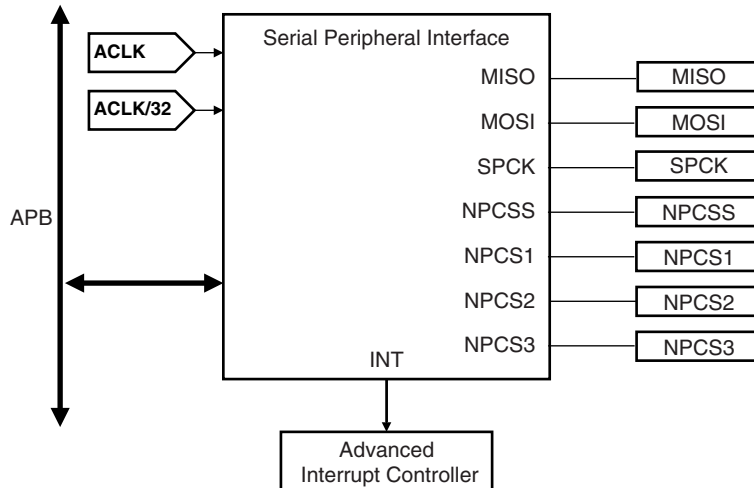 Serial Peripheral Interface
ACLK
ACLK/32
APB
MISO
MISO
MOSI
MOSI
SPCK
SPCK
NPCSS
NPCSS
NPCS1
NPCS1
NPCS2
NPCS2
NPCS3
NPCS3
INT
Advanced
Interrupt Controller